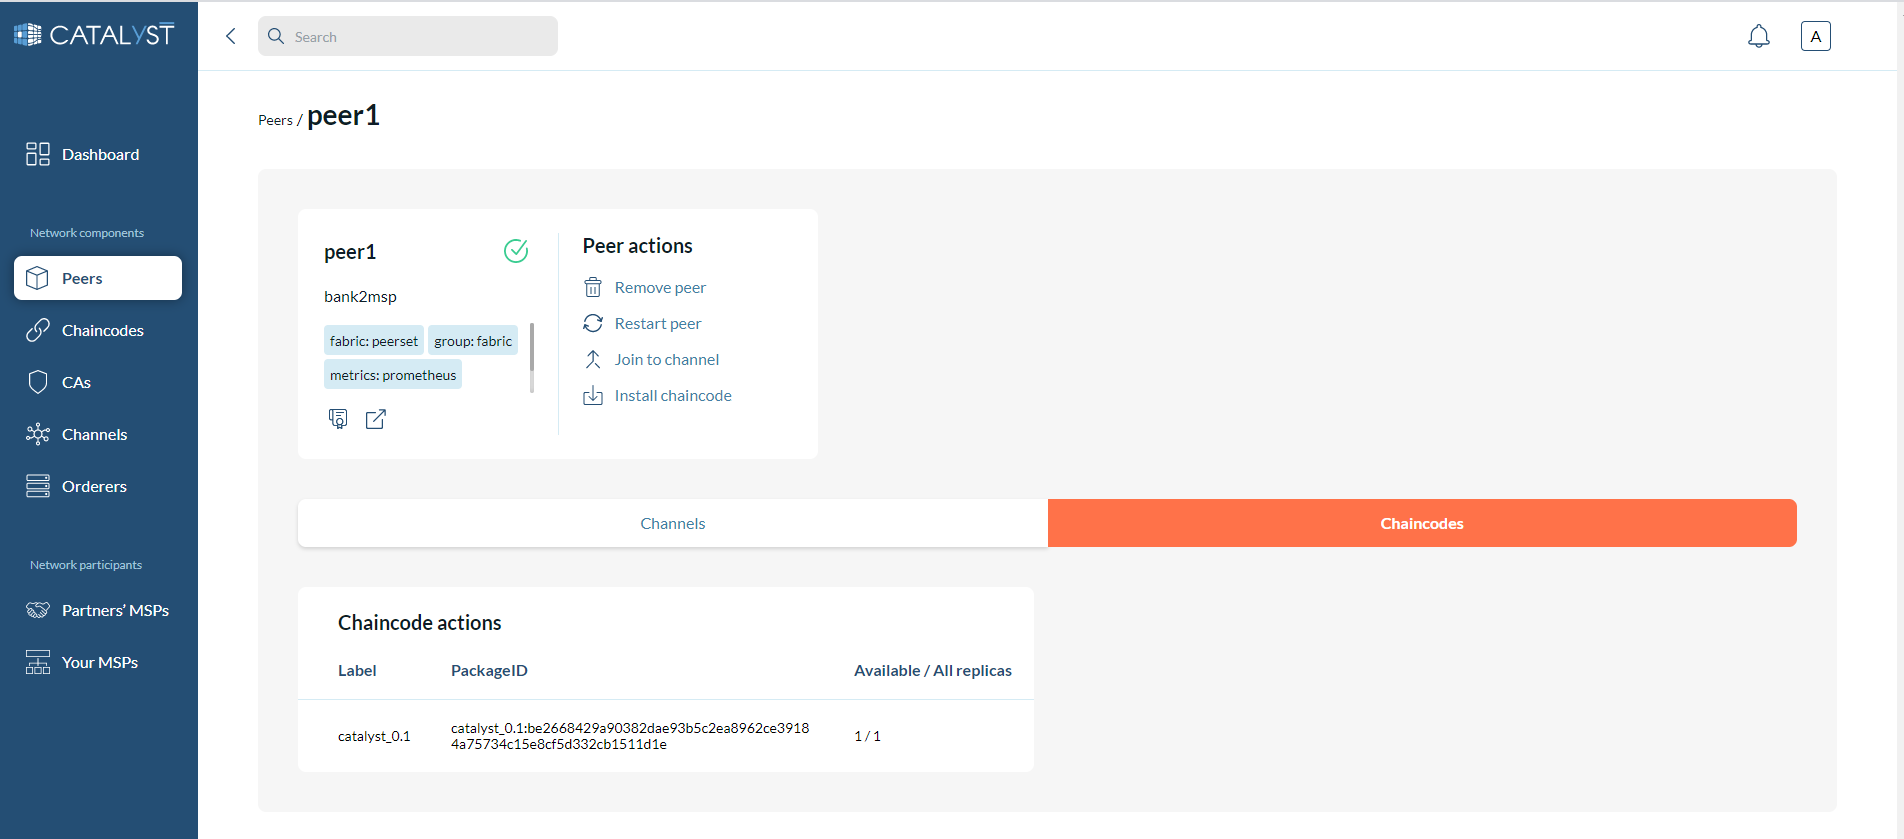 CATALYST
Search
A
Peers / peer1
Dashboard
Network components
Peers
Chaincodes
CAs
Channels
Orderers
Network participants
Partners’ MSPs
Your MSPs
peer1
bank2msp
fabric: peerset group: fabric
metrics: prometheus
Peer actions
Remove peer
Restart peer
Join to channel
Install chaincode
Channels Chaincodes
Chaincode actions
Label PackageID Available / All replicas
catalyst_0.1 catalyst_0.1:be2668429a90382dae93b5c2ea8962ce3918
4a75734c15e8cf5d332cb1511d1e 1 / 1